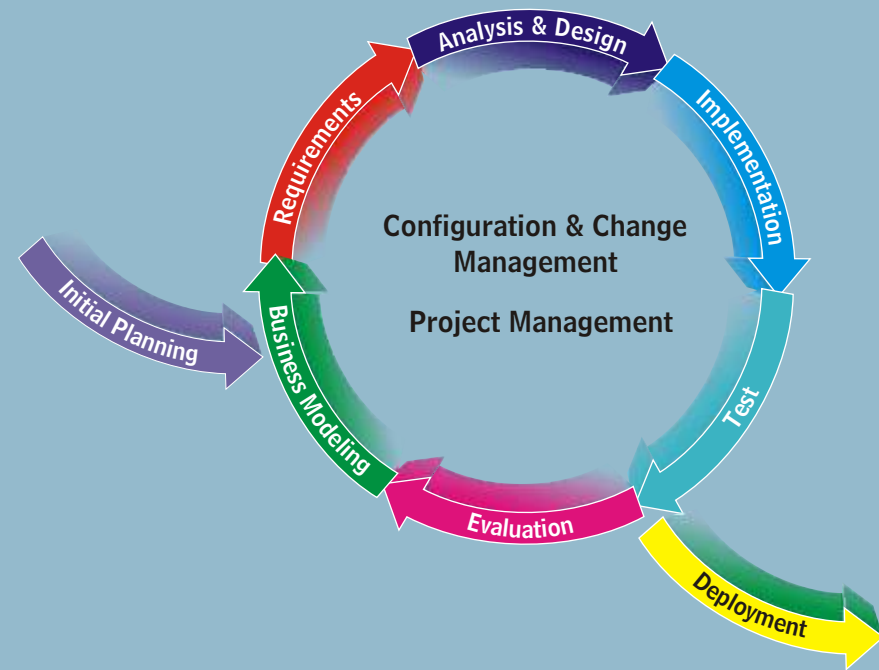 Analysis & Design
Requirements
Implementation
Configuration & Change
Management
Project Management
Initial Planning
Business Modeling
Test
Evaluation
Deployment